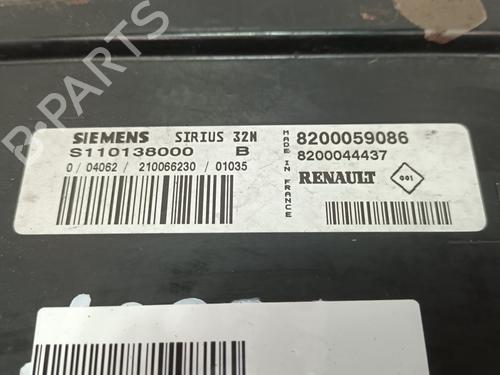 SIEMENS SIRIUS 32N
S110138000 B
0 / 04062 / 210066230 / 01035
MADE IN FRANCE
8200059086
8200044437
RENAULT
001
B-PARTS